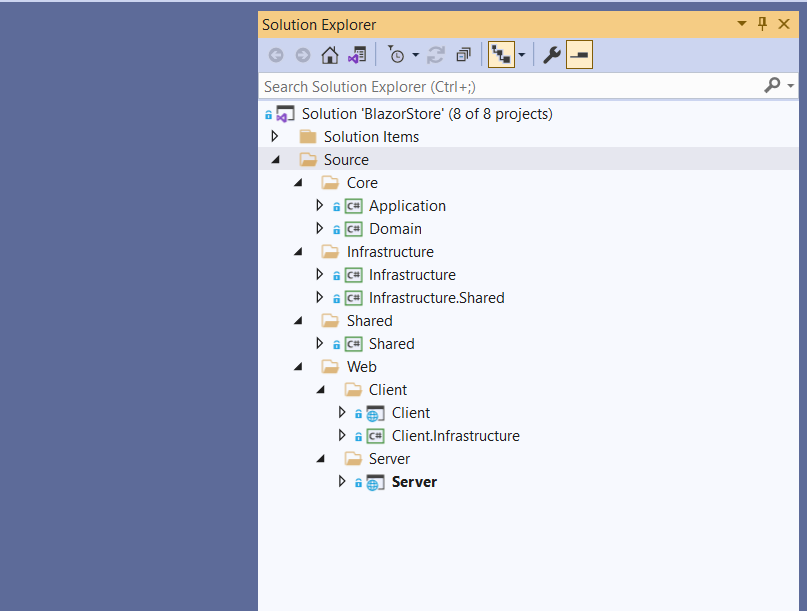 Solution Explorer
Search Solution Explorer (Ctrl+;)
Solution 'BlazorStore' (8 of 8 projects)
Solution Items
Source
Core
C# Application
C# Domain
Infrastructure
C# Infrastructure
C# Infrastructure.Shared
Shared
C# Shared
Web
Client
Client
C# Client.Infrastructure
Server
Server